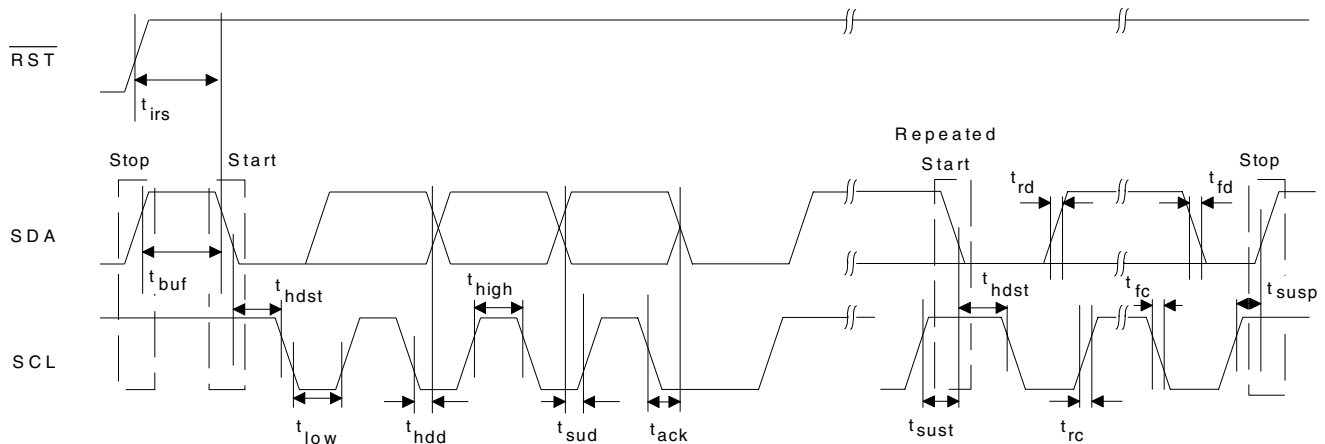 RST
t irs
Repeated
Stop
Start
Start
Stop
t rd
t fd
SDA
t buf
t hdst
t high
t hdst
t fc
t susp
SCL
t low
t hdd
t sud
t ack
t sust
t rc